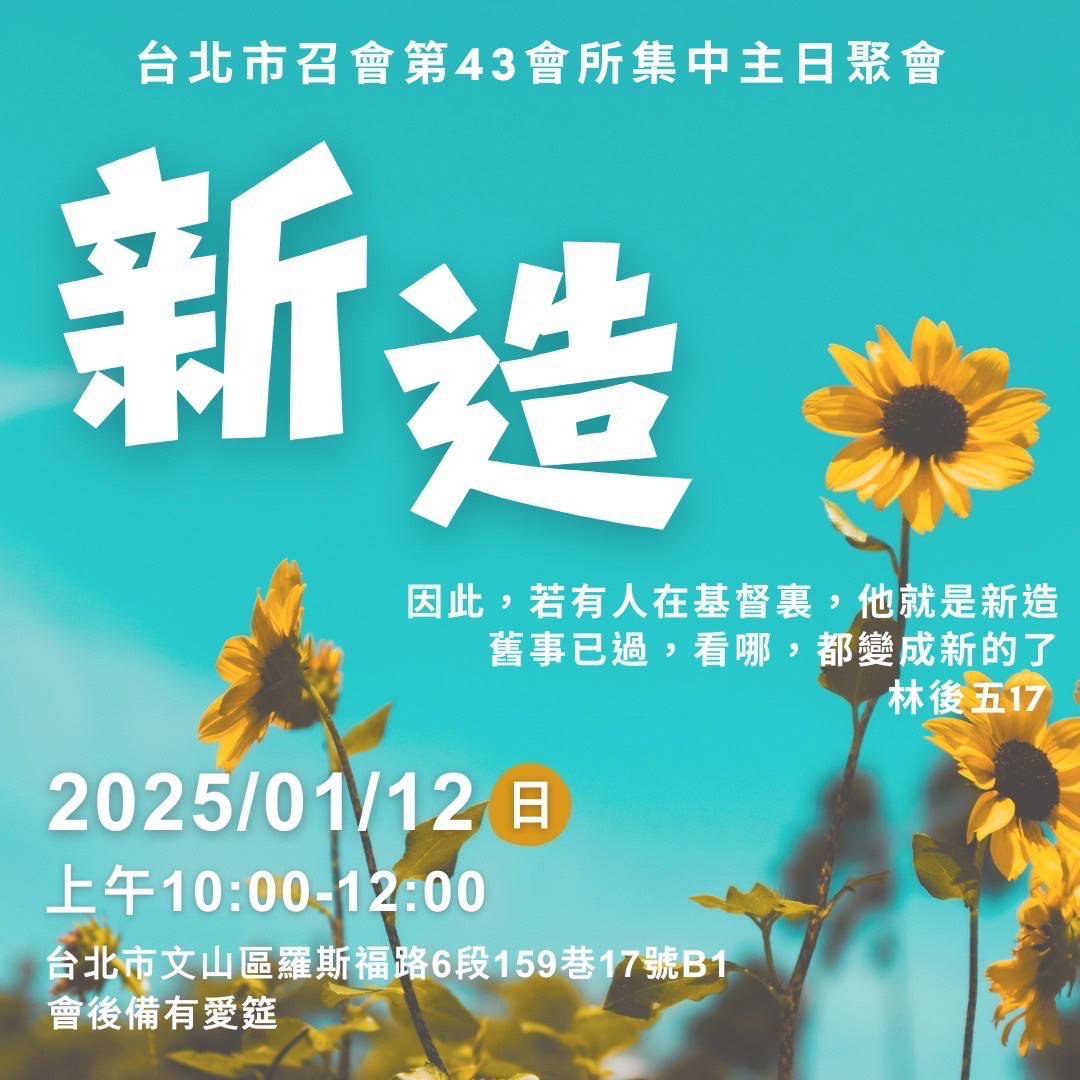 台北市召會第43會所集中主日聚會
新造
因此，若有人在基督裏，他就是新造
舊事已過，看哪，都變成新的了
林後五17
2025/01/12 日
上午10:00-12:00
台北市文山區羅斯福路6段159巷17號B1
會後備有愛筵